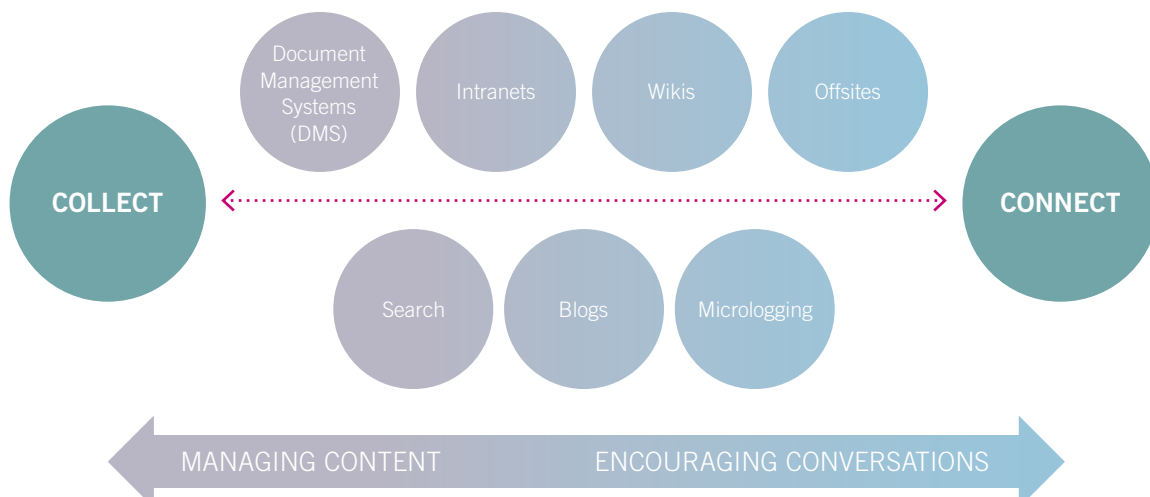 Document
Management
Systems
(DMS)
Intranets
Wikis
Offsites
COLLECT
CONNECT
Search
Blogs
Micrologging
MANAGING CONTENT
ENCOURAGING CONVERSATIONS